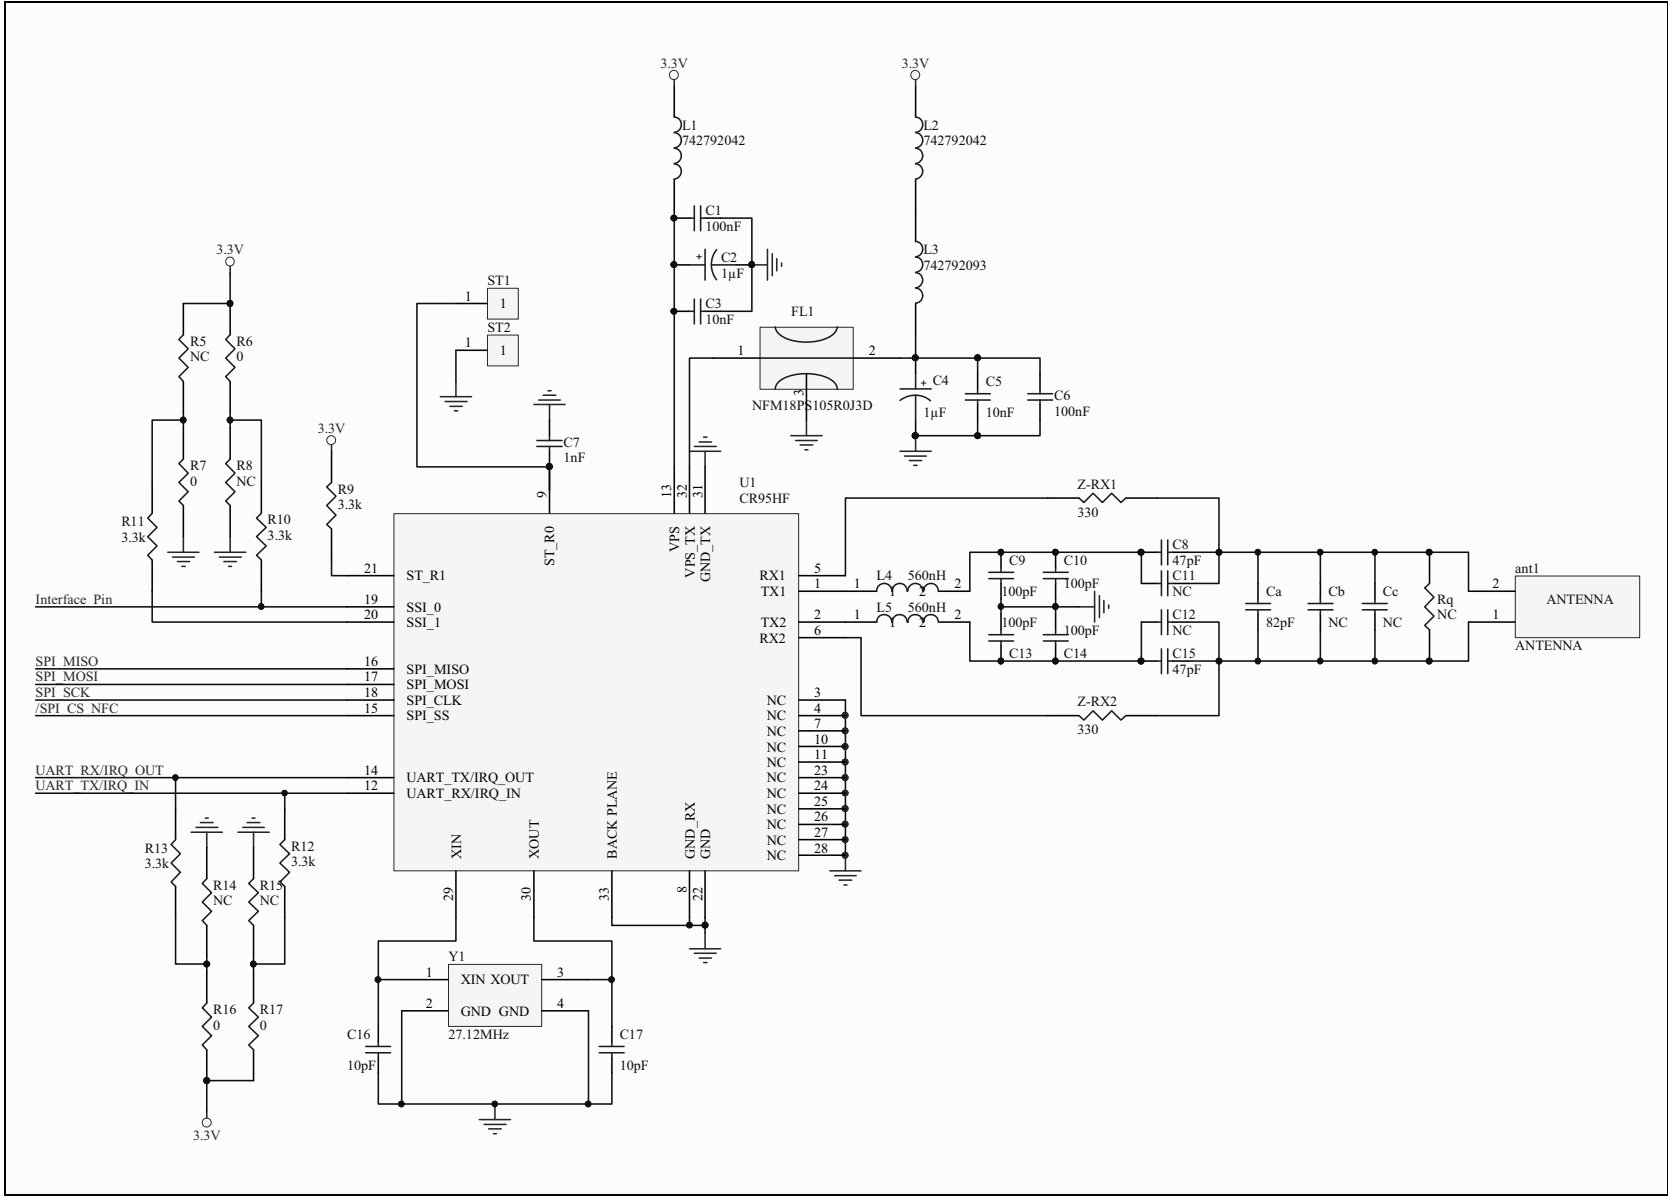 3.3V
3.3V
L1
742792042
L2
742792042
C1
100nF
+ C2
1µF
C3
10nF
L3
742792093
3.3V
ST1
1 1
ST2
1 1
FL1
1 2
3
NFM18PS105R0J3D
R5
NC
R6
0
+ C4
1µF
C5
10nF
C6
100nF
3.3V
C7
1nF
R7
0
R8
NC
R9
3.3k
R11
3.3k
R10
3.3k
U1
CR95HF
9
13
32
31
ST_R0
VPS
VPS_TX
GND_TX
Z-RX1
330
21 ST_R1
Interface Pin 19 SSI_0
20 SSI_1
SPI_MISO 16 SPI_MISO
SPI_MOSI 17 SPI_MOSI
SPI_SCK 18 SPI_CLK
/SPI_CS_NFC 15 SPI_SS
UART_RX/IRQ_OUT 14 UART_TX/IRQ_OUT
UART_TX/IRQ_IN 12 UART_RX/IRQ_IN
RX1 5
TX1 1
TX2 2
RX2 6
1 L4 560nH 2
1 2
1 L5 560nH 2
1 2
C9
100pF
C10
100pF
100pF
C13
100pF
C14
C8
47pF
C11
NC
C12
NC
C15
47pF
Ca
82pF
Cb
NC
Cc
NC
Rq
NC
ant1
2
1
ANTENNA
ANTENNA
Z-RX2
330
NC 3
NC 4
NC 7
NC 10
NC 11
NC 23
NC 24
NC 25
NC 26
NC 27
NC 28
XIN
XOUT
BACK PLANE
GND_RX
GND
29
30
33
8
22
R13
3.3k
R12
3.3k
R14
NC
R15
NC
R16
0
R17
0
3.3V
Y1
1 XIN XOUT 3
2 GND GND 4
27.12MHz
C16
10pF
C17
10pF